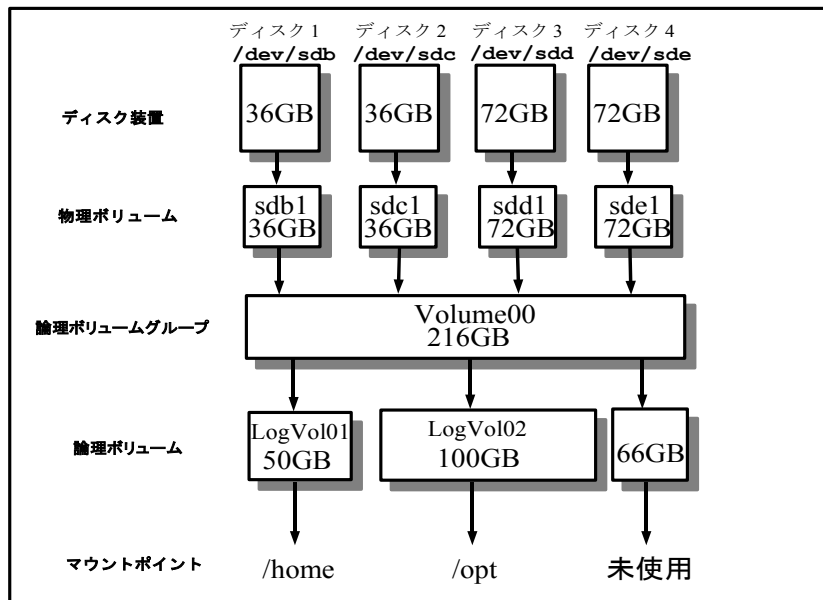 ディスク1 ディスク2 ディスク3 ディスク4
/dev/sdb /dev/sdc /dev/sdd /dev/sde
ディスク装置 36GB 36GB 72GB 72GB
物理ボリューム
sdb1 sdc1 sdd1 sde1
36GB 36GB 72GB 72GB
論理ボリュームグループ
Volume00
216GB
論理ボリューム
LogVol01 LogVol02
50GB 100GB 66GB
マウントポイント /home /opt 未使用